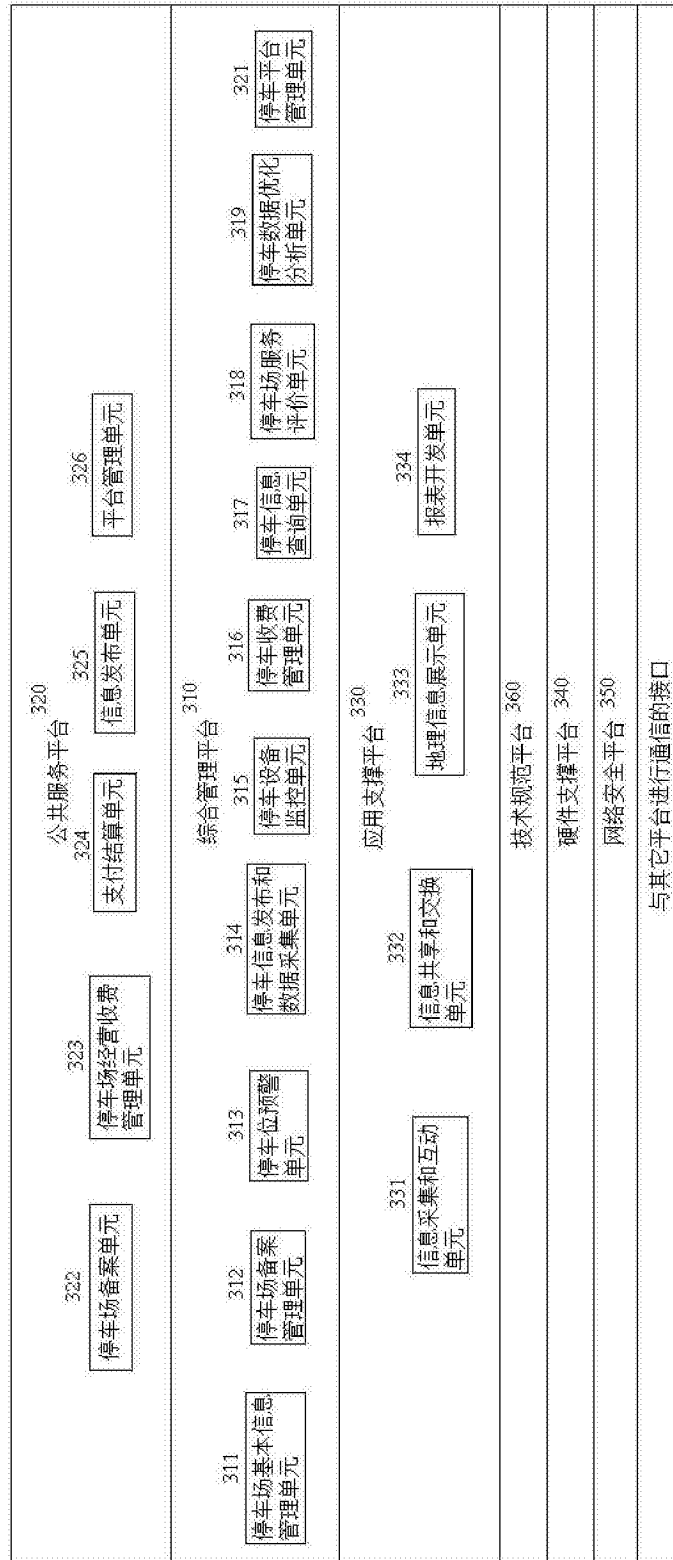 320
公共服务平台
322
停车场备案单元
323
停车场经营收费
管理单元
324
支付结算单元
325
信息发布单元
326
平台管理单元
310
综合管理平台
311
停车场基本信息
管理单元
312
停车场备案
管理单元
313
停车位预警
单元
314
停车信息发布和
数据采集单元
315
停车设备
监控单元
316
停车收费
管理单元
317
停车信息
查询单元
318
停车场服务
评价单元
319
停车数据优化
分析单元
321
停车平台
管理单元
330
应用支撑平台
331
信息采集和互动
单元
332
信息共享和交换
单元
333
地理信息展示单元
334
报表开发单元
技术规范平台 360
硬件支撑平台 340
网络安全平台 350
与其它平台进行通信的接口